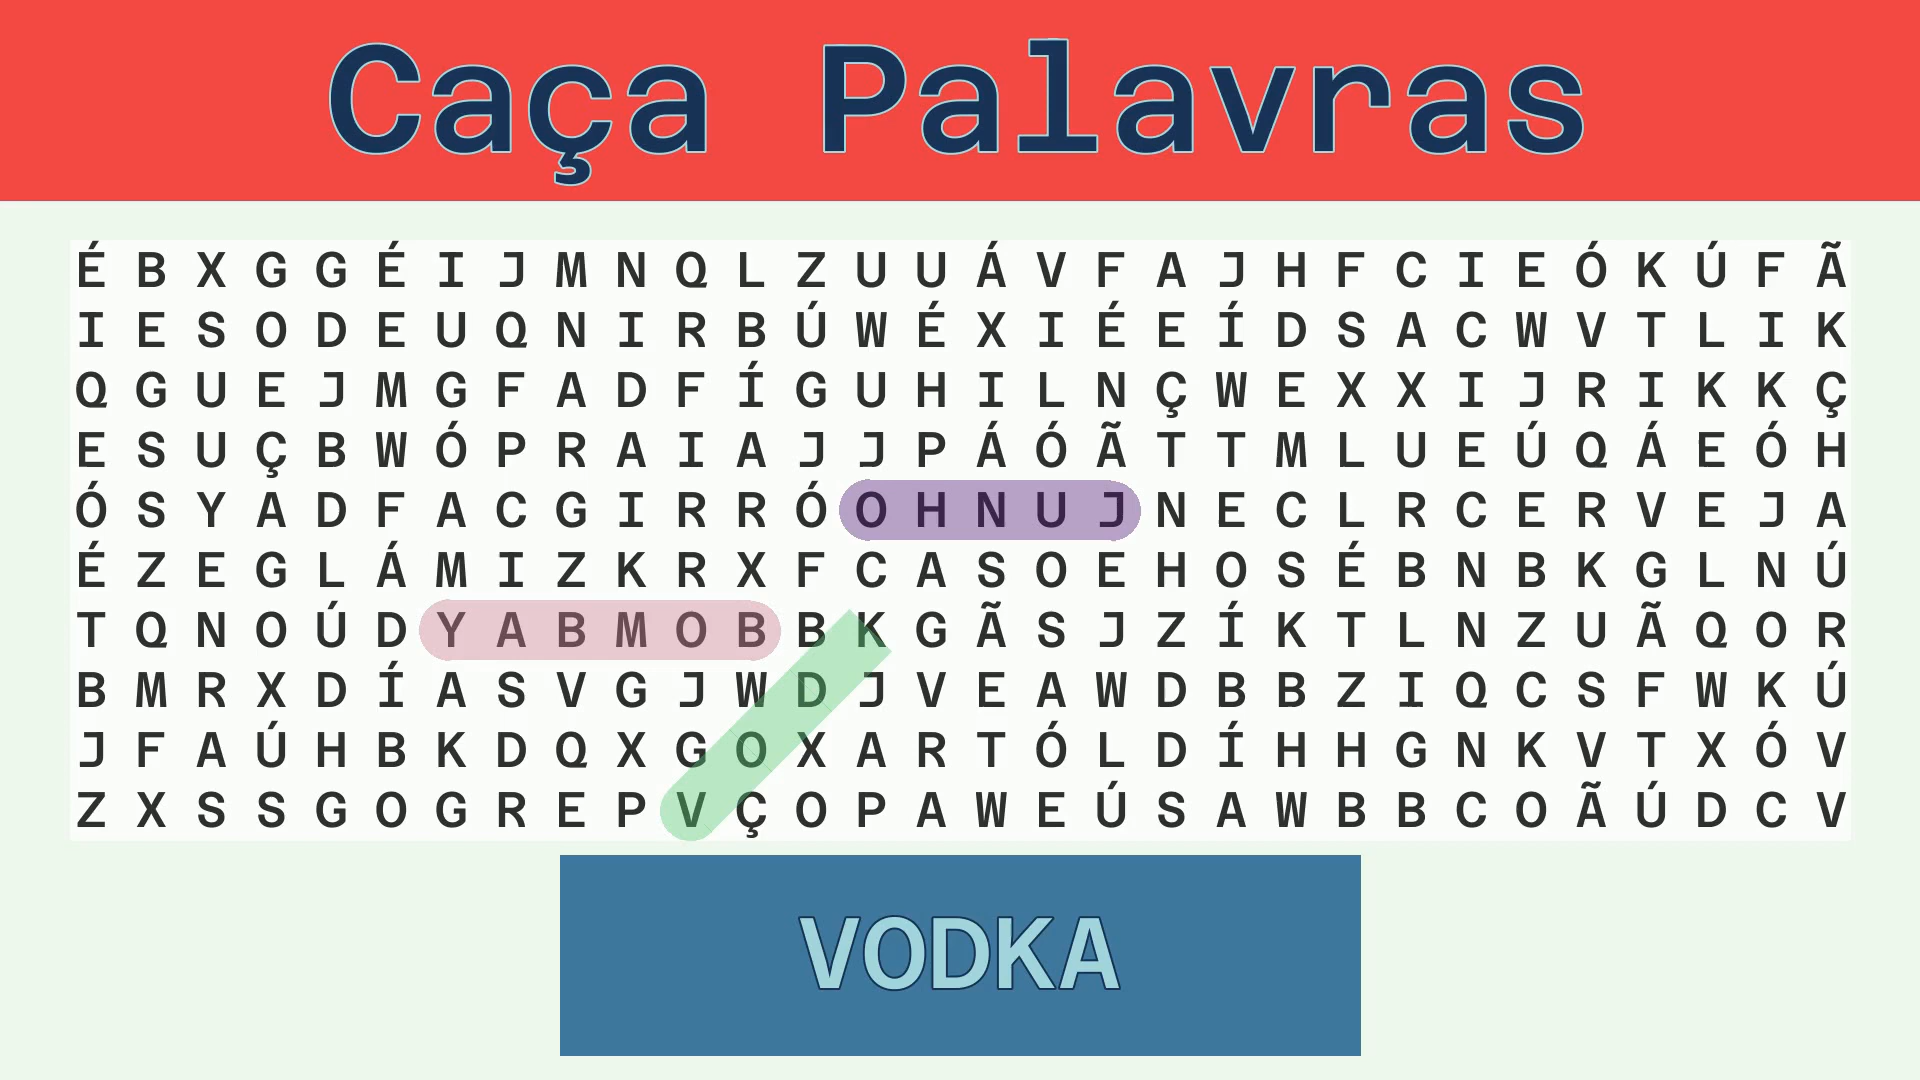 Caça Palavras
É B X G G É I J M N Q L Z U U Á V F A J H F C I E Ó K Ú F Ã
I E S O D E U Q N I R B Ú W É X I É E Í D S A C W V T L I K
Q G U E J M G F A D F Í G U H I L N Ç W E X X I J R I K K Ç
E S U Ç B W Ó P R A I A J J P Á Ó Ã T T M L U E Ú Q Á E Ó H
Ó S Y A D F A C G I R R Ó O H N U J N E C L R C E R V E J A
É Z E G L Á M I Z K R X F C A S O E H O S É B N B K G L N Ú
T Q N O Ú D Y A B M O B B K G Ã S J Z Í K T L N Z U Ã Q O R
B M R X D Í A S V G J W D J V E A W D B B Z I Q C S F W K Ú
J F A Ú H B K D Q X G O X A R T Ó L D Í H H G N K V T X Ó V
Z X S S G O G R E P V Ç O P A W E Ú S A W B B C O Ã Ú D C V
VODKA